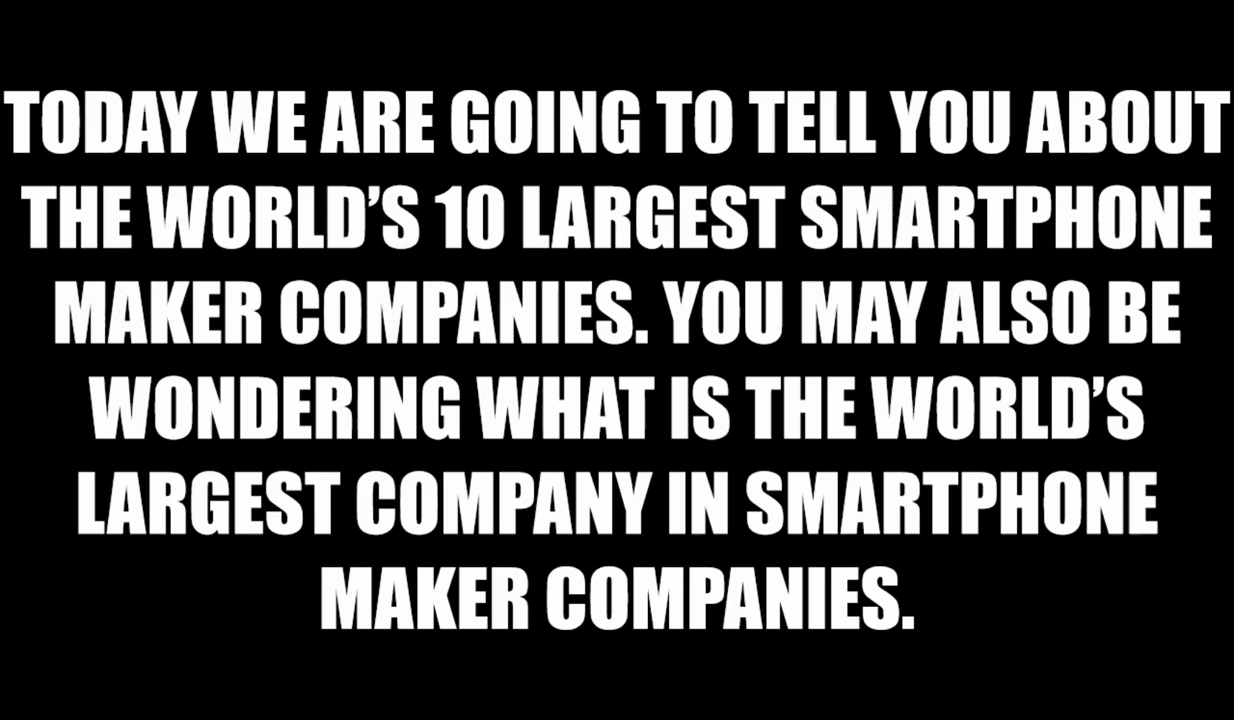 TODAY WE ARE GOING TO TELL YOU ABOUT
THE WORLD’S 10 LARGEST SMARTPHONE
MAKER COMPANIES. YOU MAY ALSO BE
WONDERING WHAT IS THE WORLD’S
LARGEST COMPANY IN SMARTPHONE
MAKER COMPANIES.